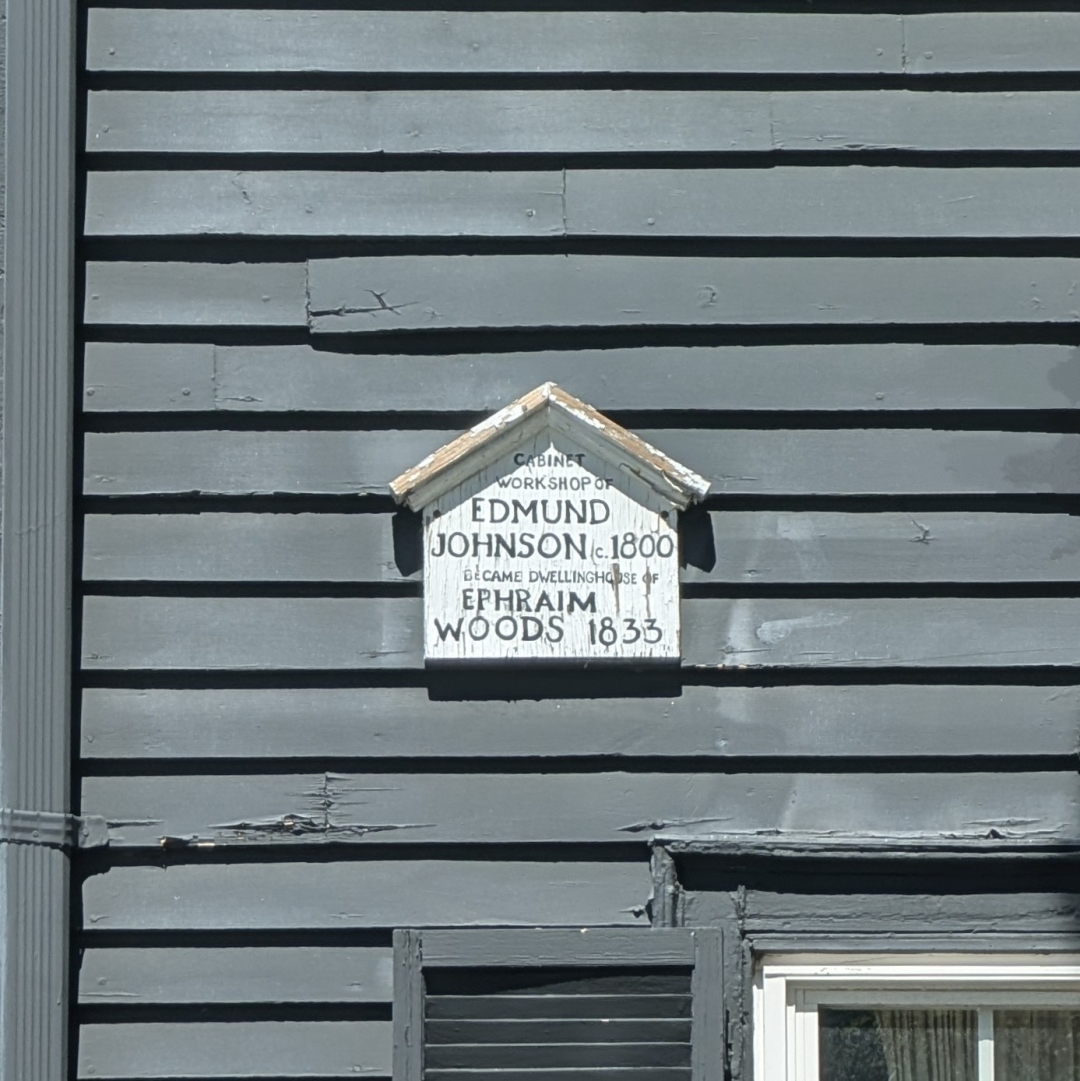 CABINET
WORKSHOP OF
EDMUND
JOHNSON c. 1800
BECAME DWELLINGHOUSE OF
EPHRAIM
WOODS 1833